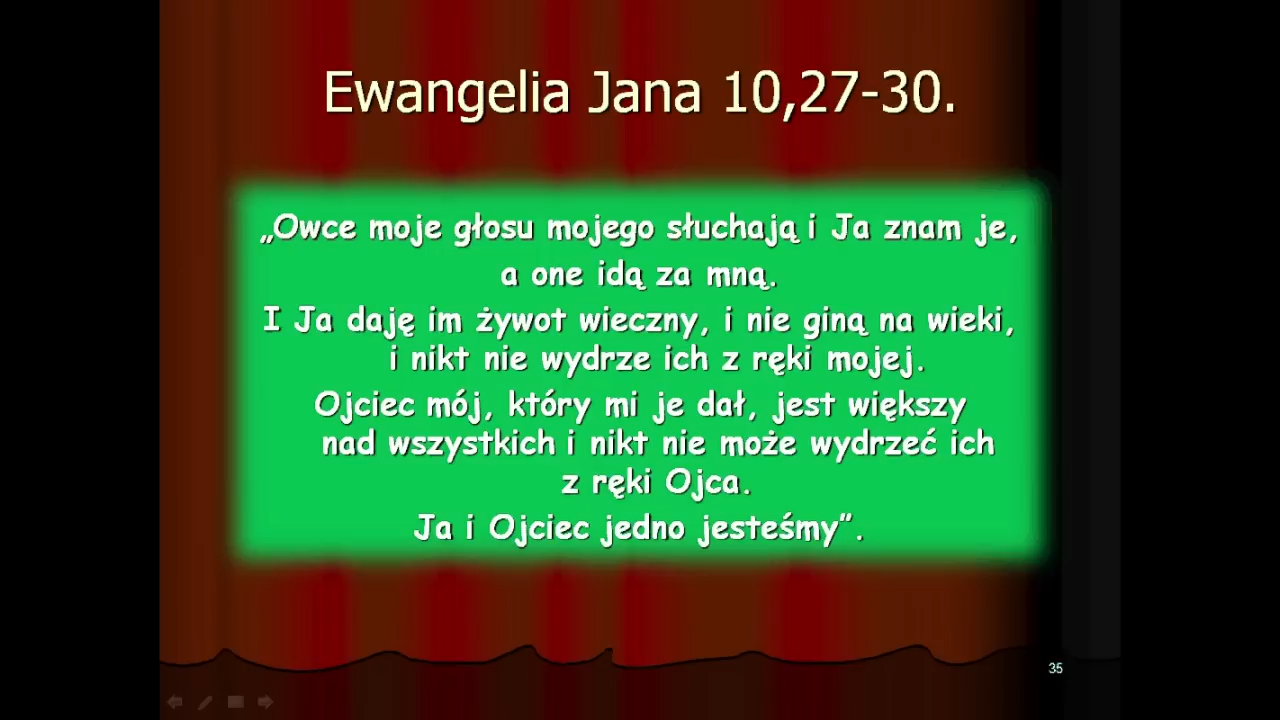 Ewangelia Jana 10,27-30.
„Owce moje głosu mojego słuchają i Ja znam je,
a one idą za mną.
I Ja daję im żywot wieczny, i nie giną na wieki,
i nikt nie wydrze ich z ręki mojej.
Ojciec mój, który mi je dał, jest większy
nad wszystkich i nikt nie może wydrzeć ich
z ręki Ojca.
Ja i Ojciec jedno jesteśmy”.
35